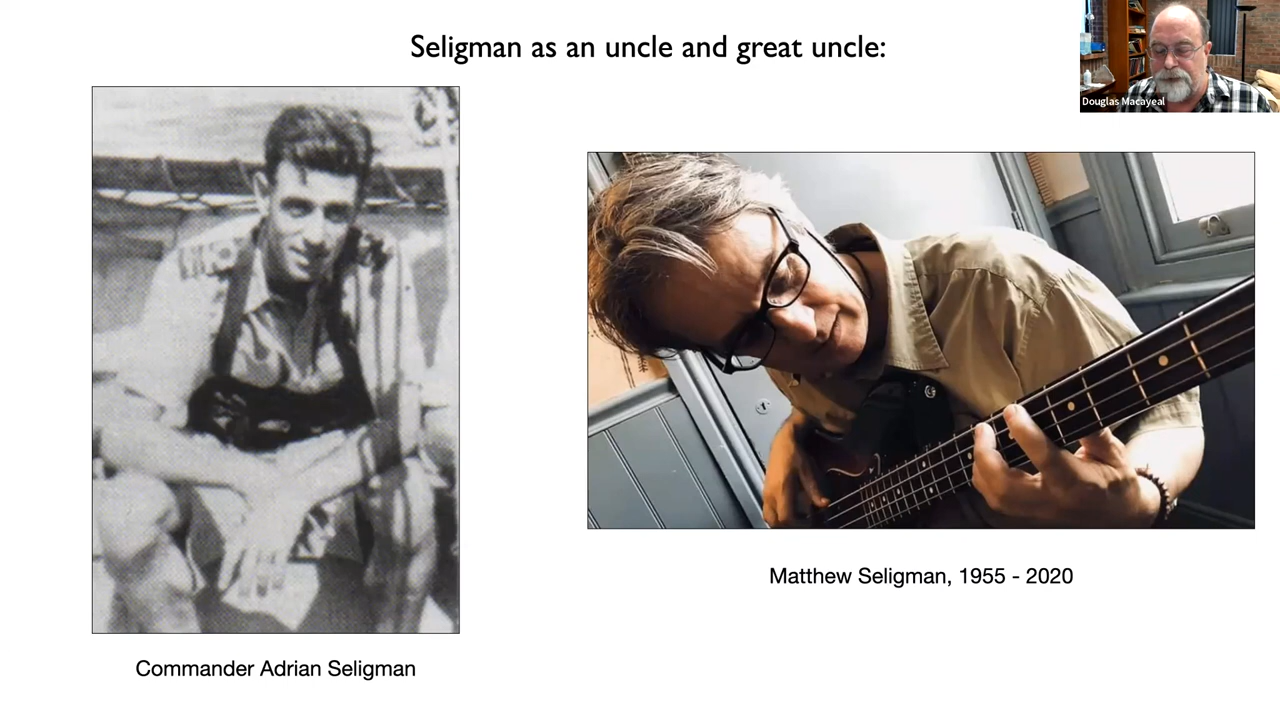 Seligman as an uncle and great uncle:
Douglas Macayeal
Matthew Seligman, 1955 - 2020
Commander Adrian Seligman